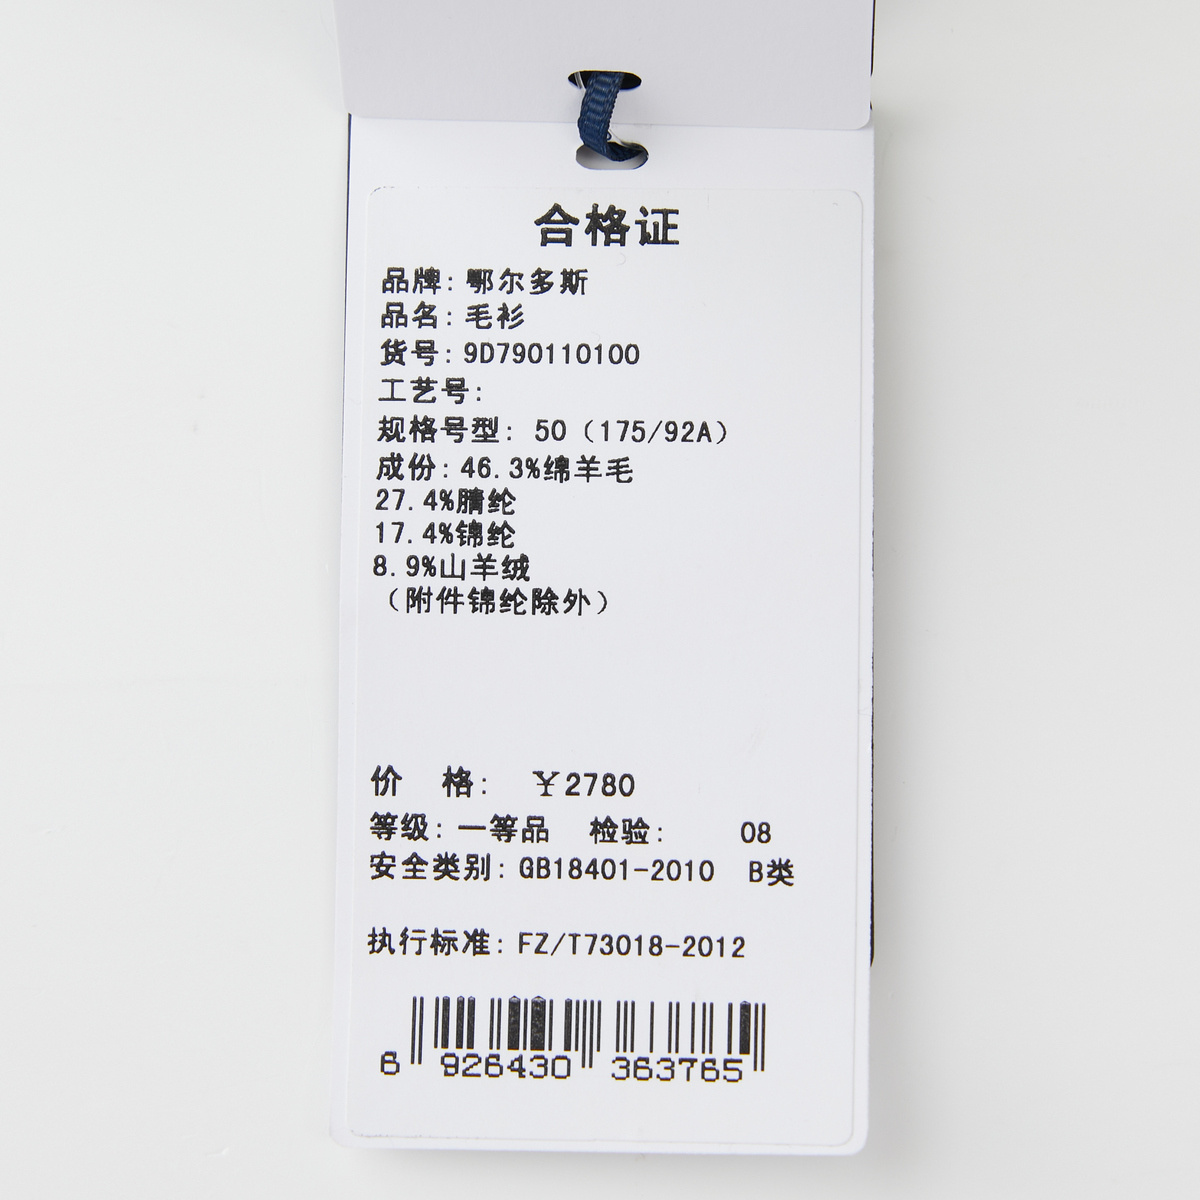 合格证
品牌：鄂尔多斯
品名：毛衫
货号：9D790110100
工艺号：
规格号型： 50（175/92A）
成份：46.3%绵羊毛
27.4%腈纶
17.4%锦纶
8.9%山羊绒
（附件锦纶除外）
价 格： ￥2780
等级：一等品 检验： 08
安全类别：GB18401-2010 B类
执行标准：FZ/T73018-2012
6 926430 363765